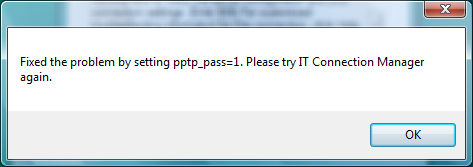 Fixed the problem by setting pptp_pass=1. Please try IT Connection Manager
again.
OK